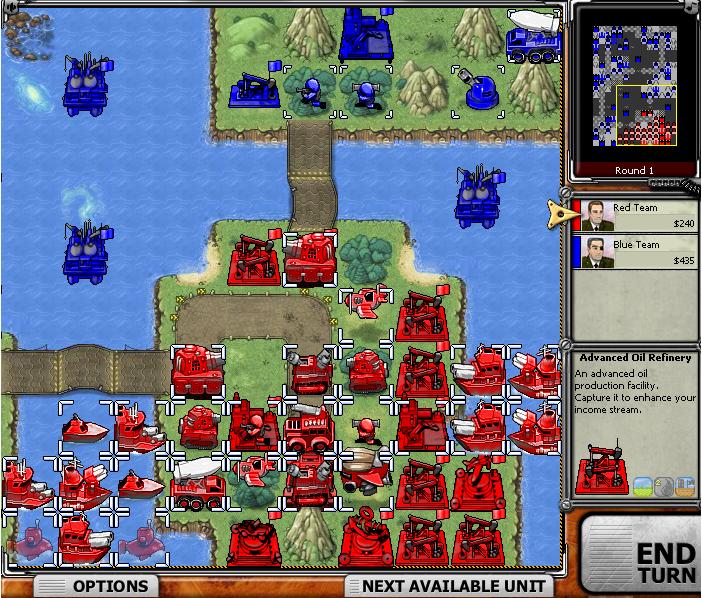 Round 1
Red Team
$240
Blue Team
$435
Advanced Oil Refinery
An advanced oil
production facility.
Capture it to enhance your
income stream.
END
TURN
OPTIONS
NEXT AVAILABLE UNIT